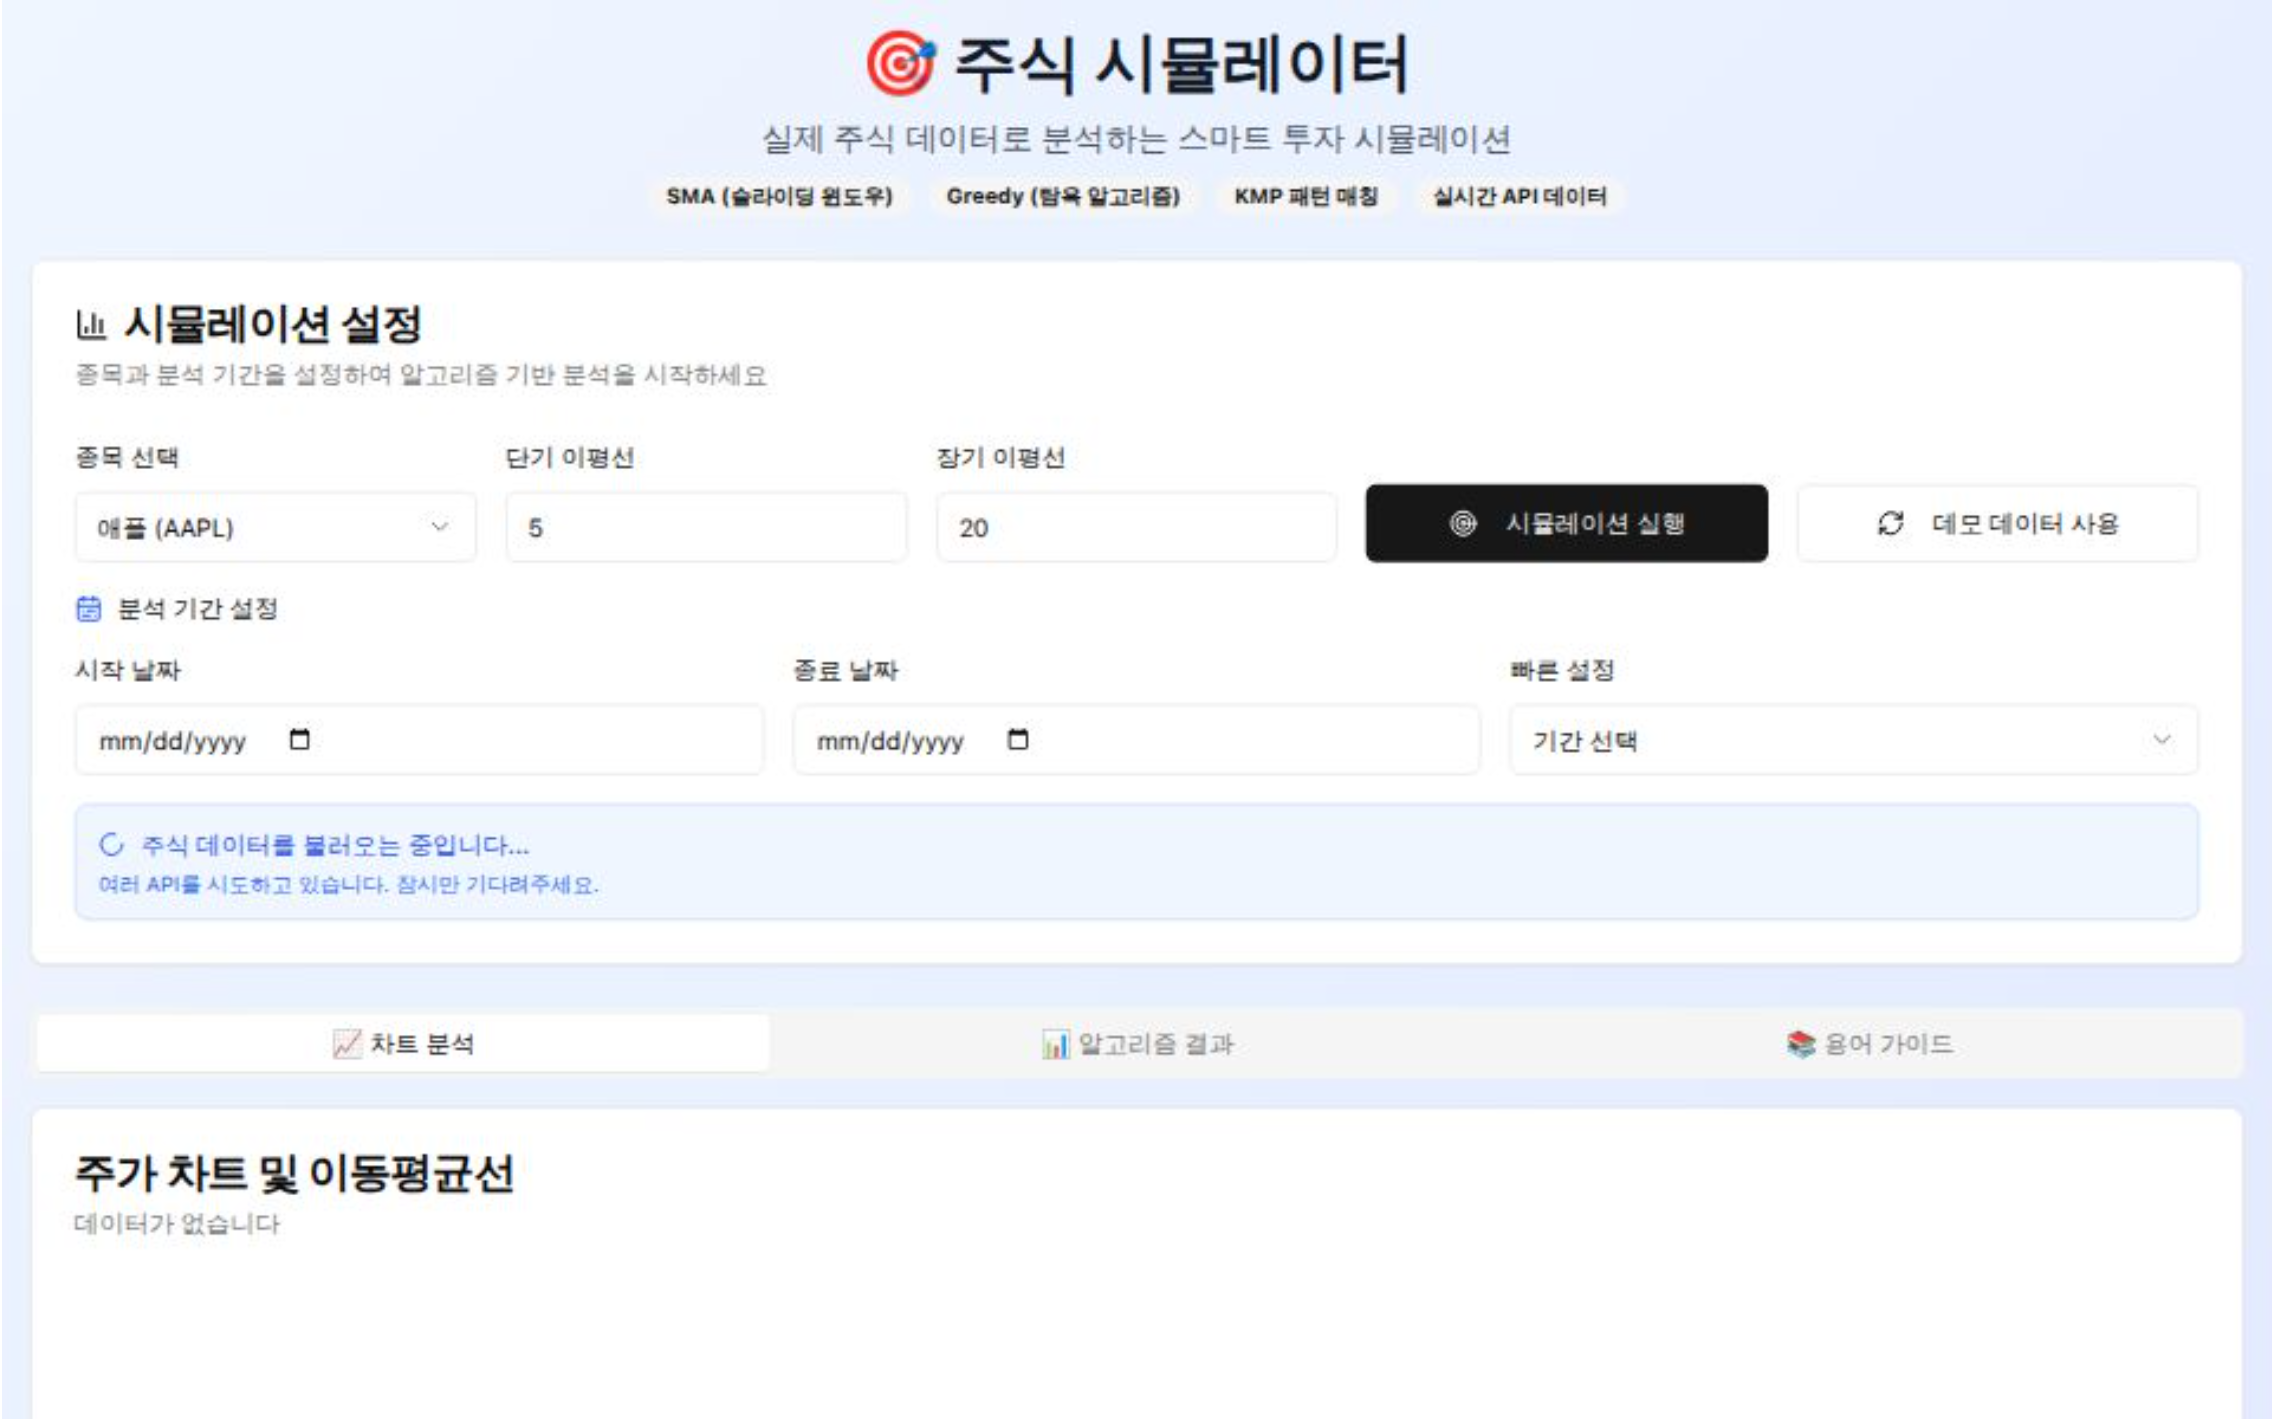 🎯 주식 시뮬레이터
실제 주식 데이터로 분석하는 스마트 투자 시뮬레이션
SMA (슬라이딩 윈도우) Greedy (탐욕 알고리즘) KMP 패턴 매칭 실시간 API 데이터
시뮬레이션 설정
종목과 분석 기간을 설정하여 알고리즘 기반 분석을 시작하세요
종목 선택 단기 이평선 장기 이평선
애플 (AAPL) 5 20 시뮬레이션 실행 데모 데이터 사용
분석 기간 설정
시작 날짜 종료 날짜 빠른 설정
mm/dd/yyyy mm/dd/yyyy 기간 선택
주식 데이터를 불러오는 중입니다...
여러 API를 시도하고 있습니다. 잠시만 기다려주세요.
📈 차트 분석 📊 알고리즘 결과 📚 용어 가이드
주가 차트 및 이동평균선
데이터가 없습니다